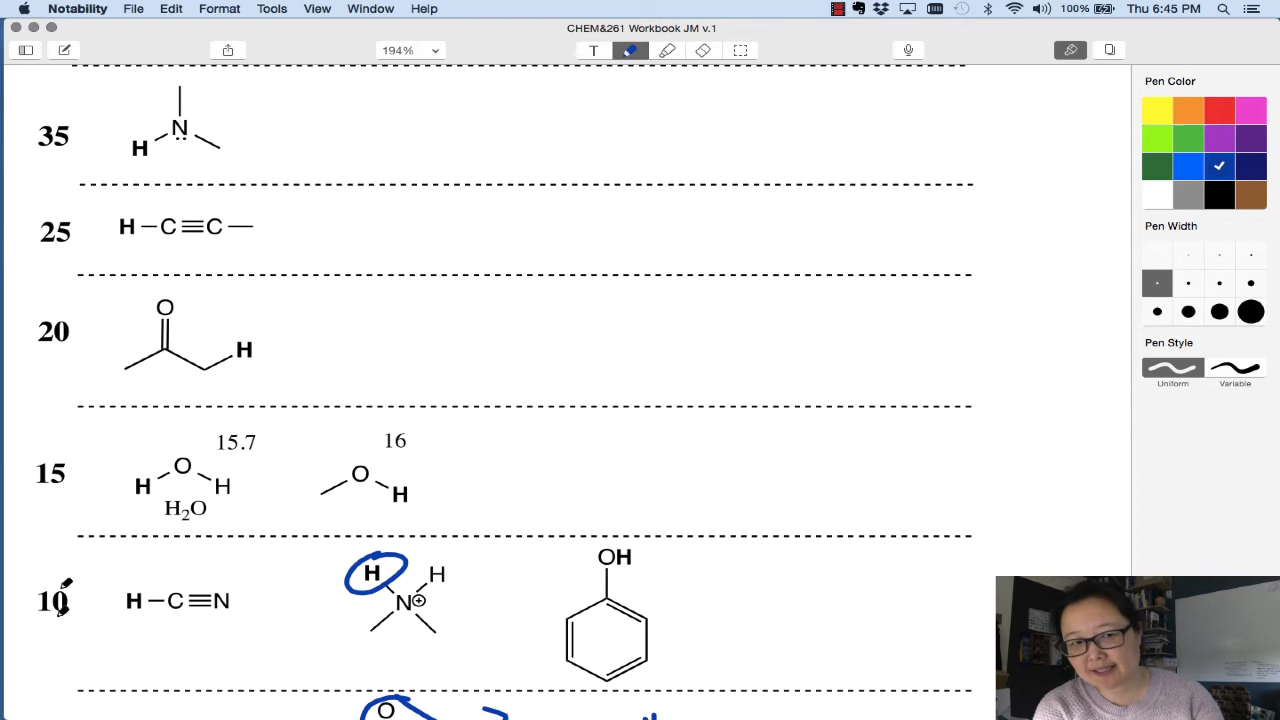 Notability File Edit Format Tools View Window Help 100% Thu 6:45 PM
CHEM&261 Workbook JM v.1
194% T
Pen Color
Pen Width
Pen Style
Uniform Variable
35 H N
25 H C C
20 O H
15.7 16
15 H O H O H
H2O
OH
10 H C N H N H
O